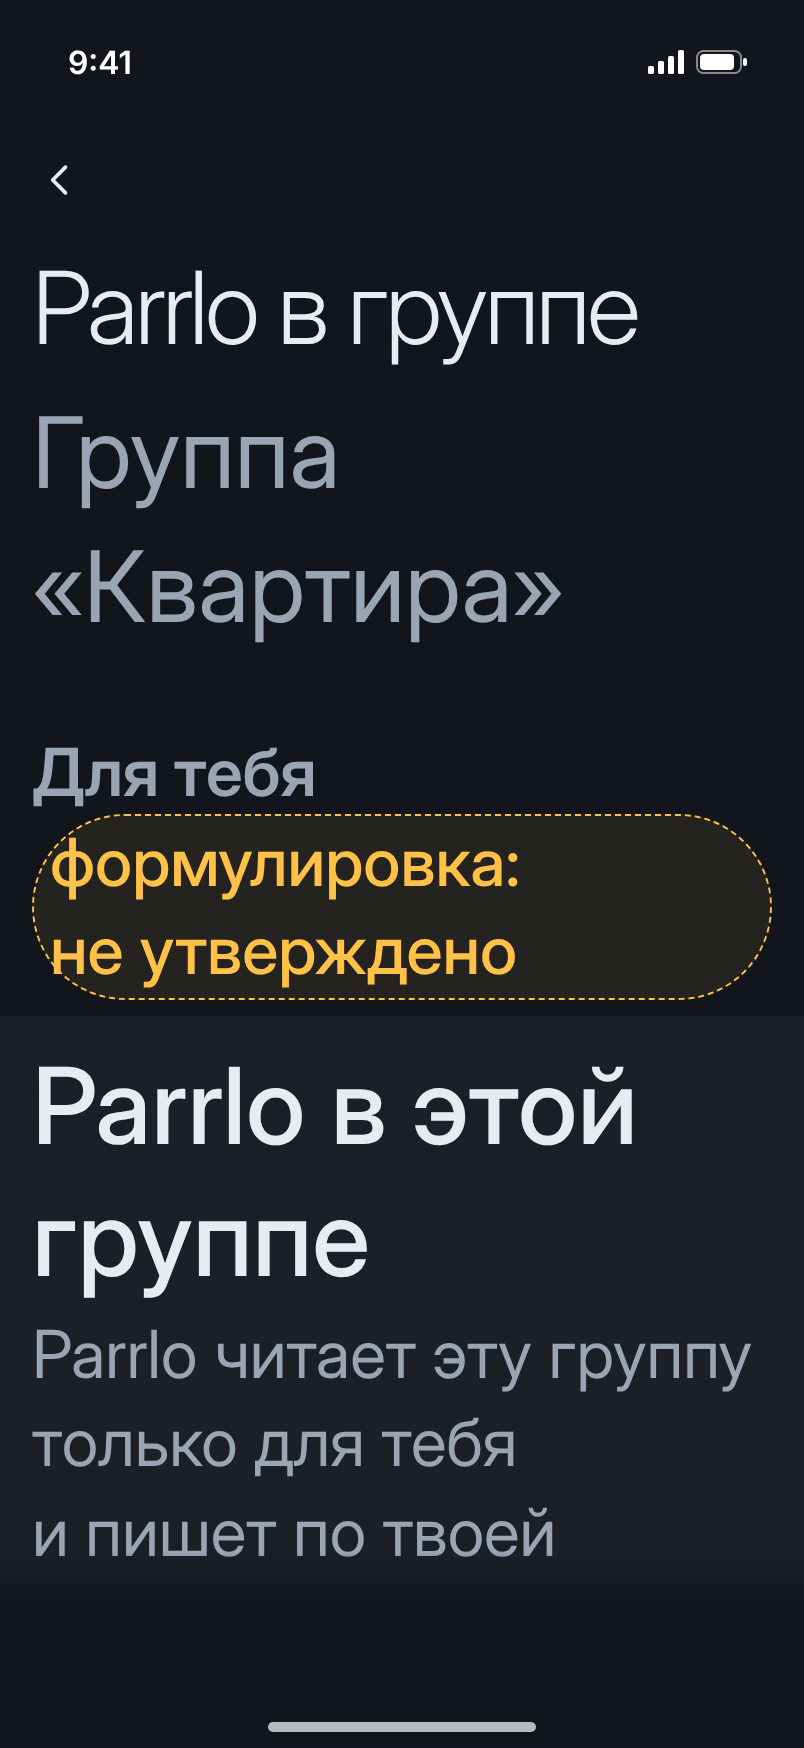 9:41
Parrlo в группе
Группа
«Квартира»
Для тебя
формулировка:
не утверждено
Parrlo в этой
группе
Parrlo читает эту группу
только для тебя
и пишет по твоей